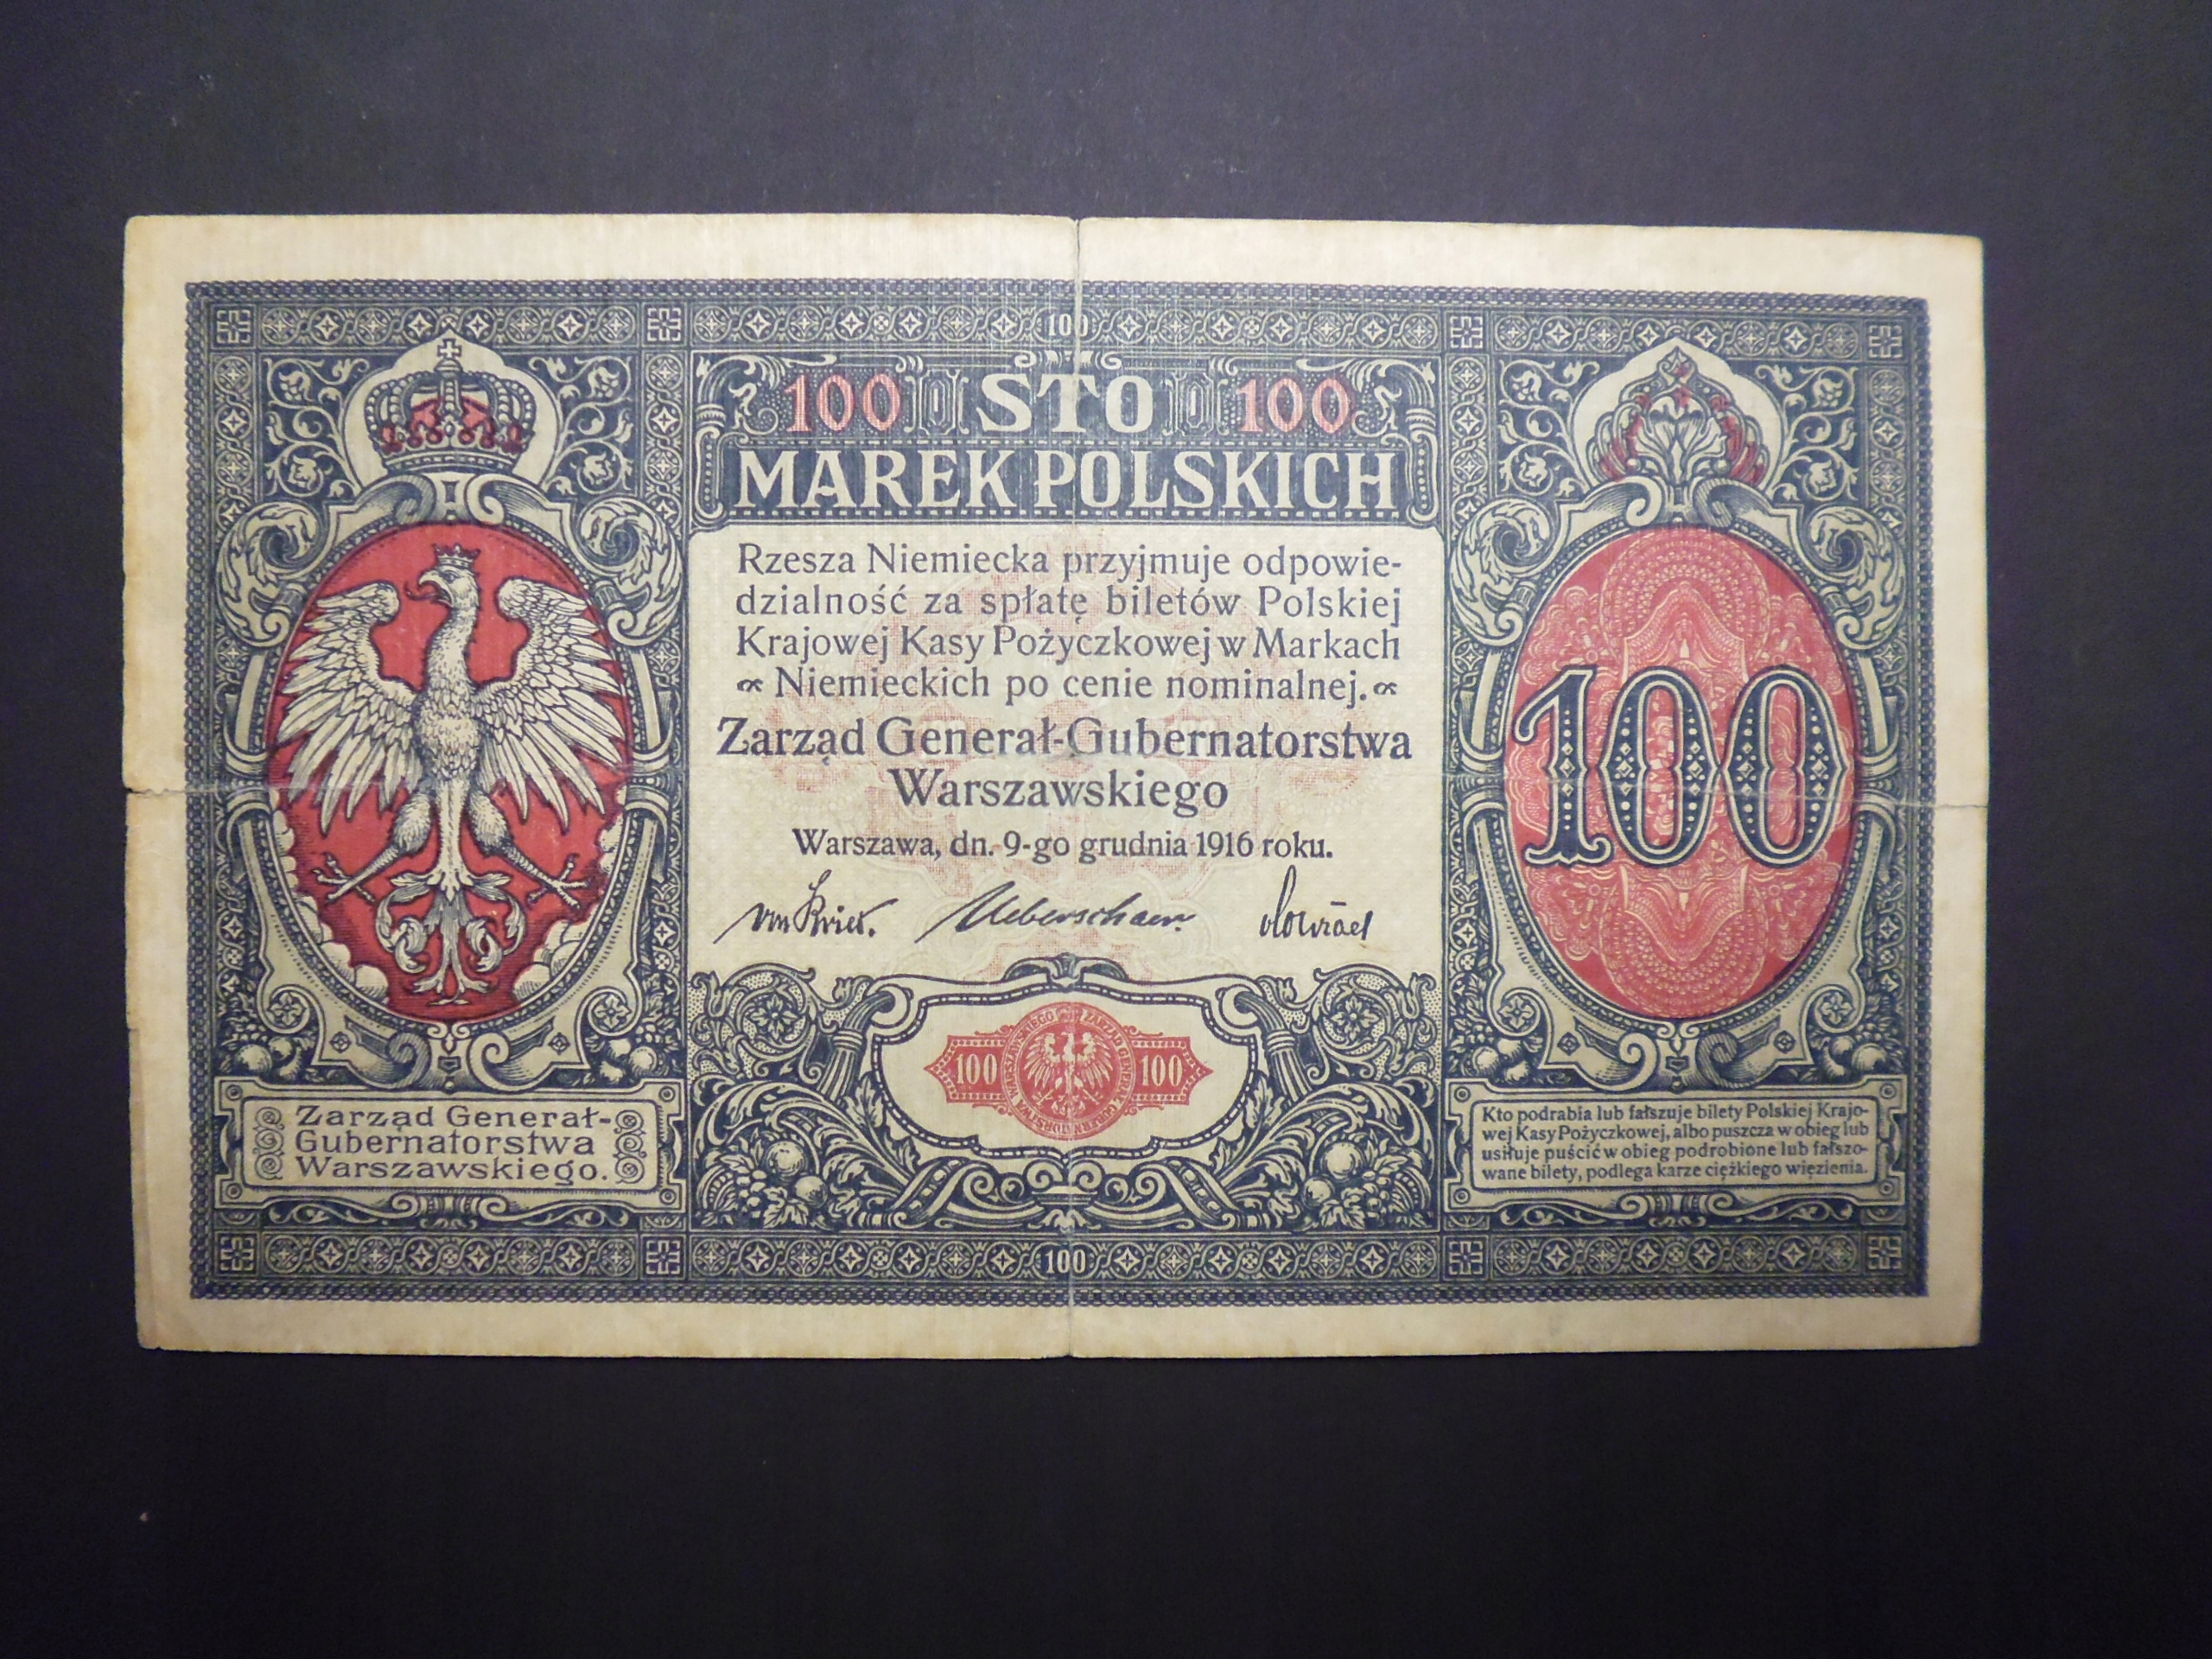 100
100 STO 100
MAREK POLSKICH
Rzesza Niemiecka przyjmuje odpowie-
dzialność za spłatę biletów Polskiej
Krajowej Kasy Pożyczkowej w Markach
Niemieckich po cenie nominalnej.
Zarząd Generał-Gubernatorstwa
Warszawskiego
Warszawa, dn. 9-go grudnia 1916 roku.
von Kries. Ueberschaer.
100
100 100
Zarząd Generał-
Gubernatorstwa
Warszawskiego.
Kto podrabia lub fałszuje bilety Polskiej Krajo-
wej Kasy Pożyczkowej, albo puszcza w obieg lub
usiłuje puścić w obieg podrobione lub fałszo-
wane bilety, podlega karze ciężkiego więzienia.
100